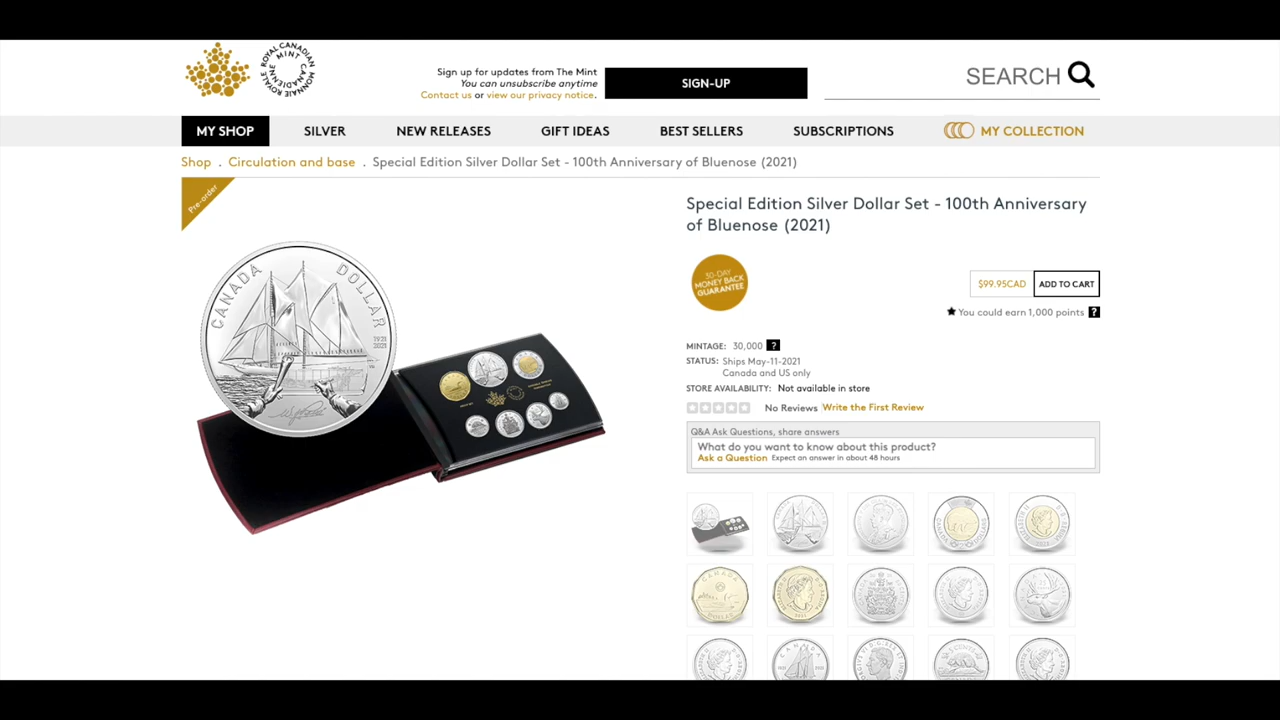 ROYAL CANADIAN MINT
MONNAIE ROYALE CANADIENNE
Sign up for updates from The Mint
You can unsubscribe anytime
Contact us or view our privacy notice.
SIGN-UP
SEARCH
MY SHOP
SILVER
NEW RELEASES
GIFT IDEAS
BEST SELLERS
SUBSCRIPTIONS
MY COLLECTION
Shop . Circulation and base . Special Edition Silver Dollar Set - 100th Anniversary of Bluenose (2021)
Pre-order
CANADA DOLLAR
1921
2021
Special Edition Silver Dollar Set - 100th Anniversary
of Bluenose (2021)
30-DAY
MONEY BACK
GUARANTEE
$99.95CAD
ADD TO CART
You could earn 1,000 points ?
MINTAGE: 30,000 ?
STATUS: Ships May-11-2021
Canada and US only
STORE AVAILABILITY: Not available in store
No Reviews Write the First Review
Q&A Ask Questions, share answers
What do you want to know about this product?
Ask a Question Expect an answer in about 48 hours
CANADA
DOLLAR
CANADA